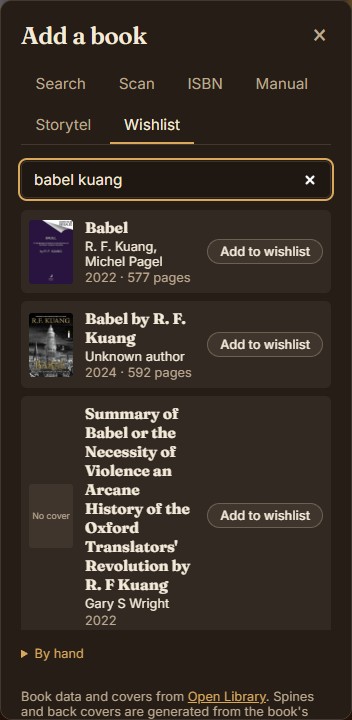 Add a book
×
Search Scan ISBN Manual
Storytel Wishlist
babel kuang ×
Babel
R. F. Kuang,
Michel Pagel
2022 · 577 pages
Add to wishlist
R.F. KUANG
BABEL
Babel by R. F.
Kuang
Unknown author
2024 · 592 pages
Add to wishlist
No cover
Summary of
Babel or the
Necessity of
Violence an
Arcane
History of the
Oxford
Translators'
Revolution by
R. F Kuang
Gary S Wright
2022
Add to wishlist
By hand
Book data and covers from Open Library. Spines
and back covers are generated from the book's